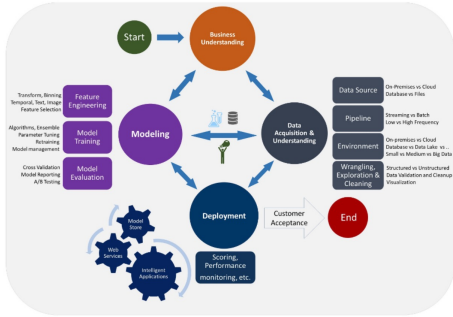 Start
Business
Understanding
Feature
Engineering
Transform, Binning
Temporal, Text, Image
Feature Selection
Model
Training
Algorithms, Ensemble
Parameter Tuning
Retraining
Model management
Model
Evaluation
Cross Validation
Model Reporting
A/B Testing
Modeling
Data
Acquisition &
Understanding
Data Source
On-Premises vs Cloud
Database vs Files
Pipeline
Streaming vs Batch
Low vs High Frequency
Environment
On-premises vs Cloud
Database vs Data Lake vs ..
Small vs Medium vs Big Data
Wrangling,
Exploration &
Cleaning
Structured vs Unstructured
Data Validation and Cleanup
Visualization
Deployment
Customer
Acceptance
End
Scoring,
Performance
monitoring, etc.
Model
Store
Web
Services
Intelligent
Applications